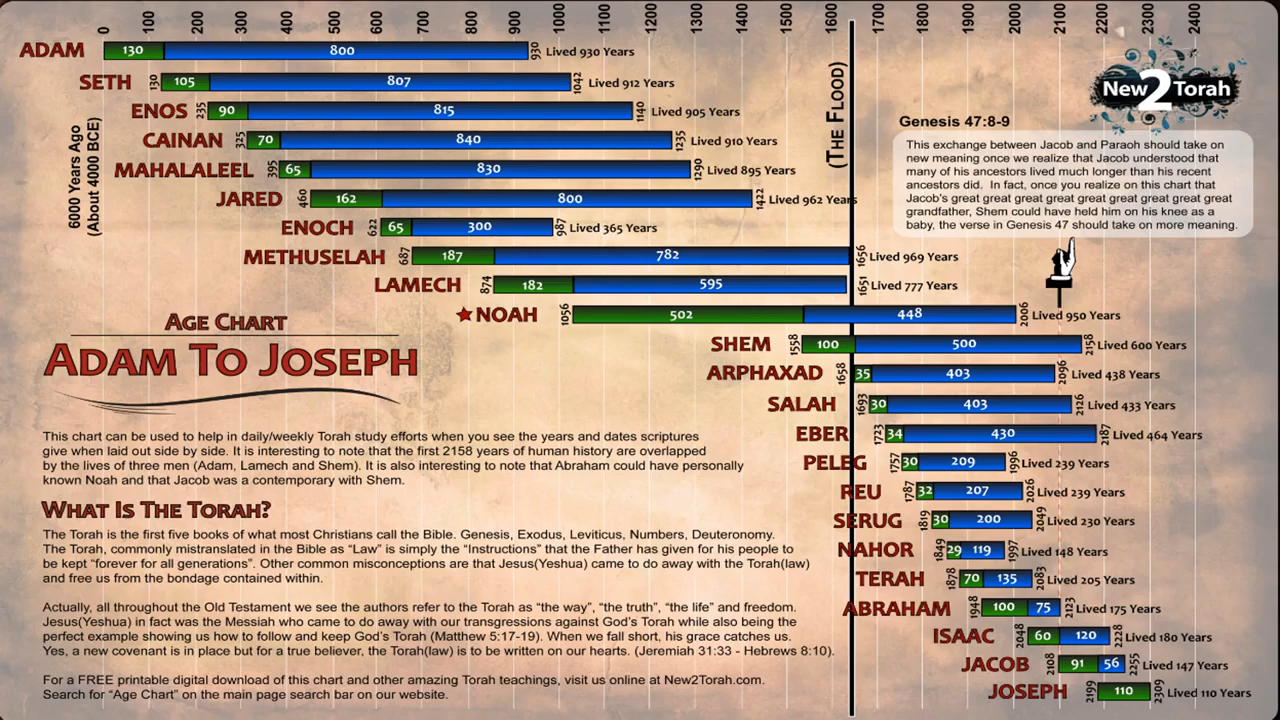 0 100 200 300 400 500 600 700 800 900 1000 1100 1200 1300 1400 1500 1600 1700 1800 1900 2000 2100 2200 2300 2400
ADAM 130 800 930 Lived 930 Years
SETH 130 105 807 1042 Lived 912 Years
ENOS 235 90 815 1140 Lived 905 Years
CAINAN 325 70 840 1235 Lived 910 Years
MAHALALEEL 395 65 830 1290 Lived 895 Years
JARED 460 162 800 1422 Lived 962 Years
ENOCH 622 65 300 987 Lived 365 Years
METHUSELAH 687 187 782 1656 Lived 969 Years
LAMECH 874 182 595 1651 Lived 777 Years
NOAH 1056 502 448 2006 Lived 950 Years
SHEM 1558 100 500 2158 Lived 600 Years
ARPHAXAD 1658 35 403 2096 Lived 438 Years
SALAH 1693 30 403 2126 Lived 433 Years
EBER 1723 34 430 2187 Lived 464 Years
PELEG 1757 30 209 1996 Lived 239 Years
REU 1787 32 207 2026 Lived 239 Years
SERUG 1819 30 200 2049 Lived 230 Years
NAHOR 1849 29 119 1997 Lived 148 Years
TERAH 1878 70 135 2083 Lived 205 Years
ABRAHAM 1948 100 75 2123 Lived 175 Years
ISAAC 2048 60 120 2228 Lived 180 Years
JACOB 2108 91 56 2255 Lived 147 Years
JOSEPH 2199 110 2309 Lived 110 Years
6000 Years Ago
(About 4000 BCE)
(THE FLOOD)
New2Torah
Genesis 47:8-9
This exchange between Jacob and Paraoh should take on
new meaning once we realize that Jacob understood that
many of his ancestors lived much longer than his recent
ancestors did. In fact, once you realize on this chart that
Jacob's great great great great great great great great great
grandfather, Shem could have held him on his knee as a
baby, the verse in Genesis 47 should take on more meaning.
AGE CHART
ADAM TO JOSEPH
This chart can be used to help in daily/weekly Torah study efforts when you see the years and dates scriptures
give when laid out side by side. It is interesting to note that the first 2158 years of human history are overlapped
by the lives of three men (Adam, Lamech and Shem). It is also interesting to note that Abraham could have personally
known Noah and that Jacob was a contemporary with Shem.
WHAT IS THE TORAH?
The Torah is the first five books of what most Christians call the Bible. Genesis, Exodus, Leviticus, Numbers, Deuteronomy.
The Torah, commonly mistranslated in the Bible as “Law” is simply the “Instructions” that the Father has given for his people to
be kept “forever for all generations”. Other common misconceptions are that Jesus(Yeshua) came to do away with the Torah(law)
and free us from the bondage contained within.
Actually, all throughout the Old Testament we see the authors refer to the Torah as “the way”, “the truth”, “the life” and freedom.
Jesus(Yeshua) in fact was the Messiah who came to do away with our transgressions against God’s Torah while also being the
perfect example showing us how to follow and keep God’s Torah (Matthew 5:17-19). When we fall short, his grace catches us.
Yes, a new covenant is in place but for a true believer, the Torah(law) is to be written on our hearts. (Jeremiah 31:33 - Hebrews 8:10).
For a FREE printable digital download of this chart and other amazing Torah teachings, visit us online at New2Torah.com.
Search for “Age Chart” on the main page search bar on our website.